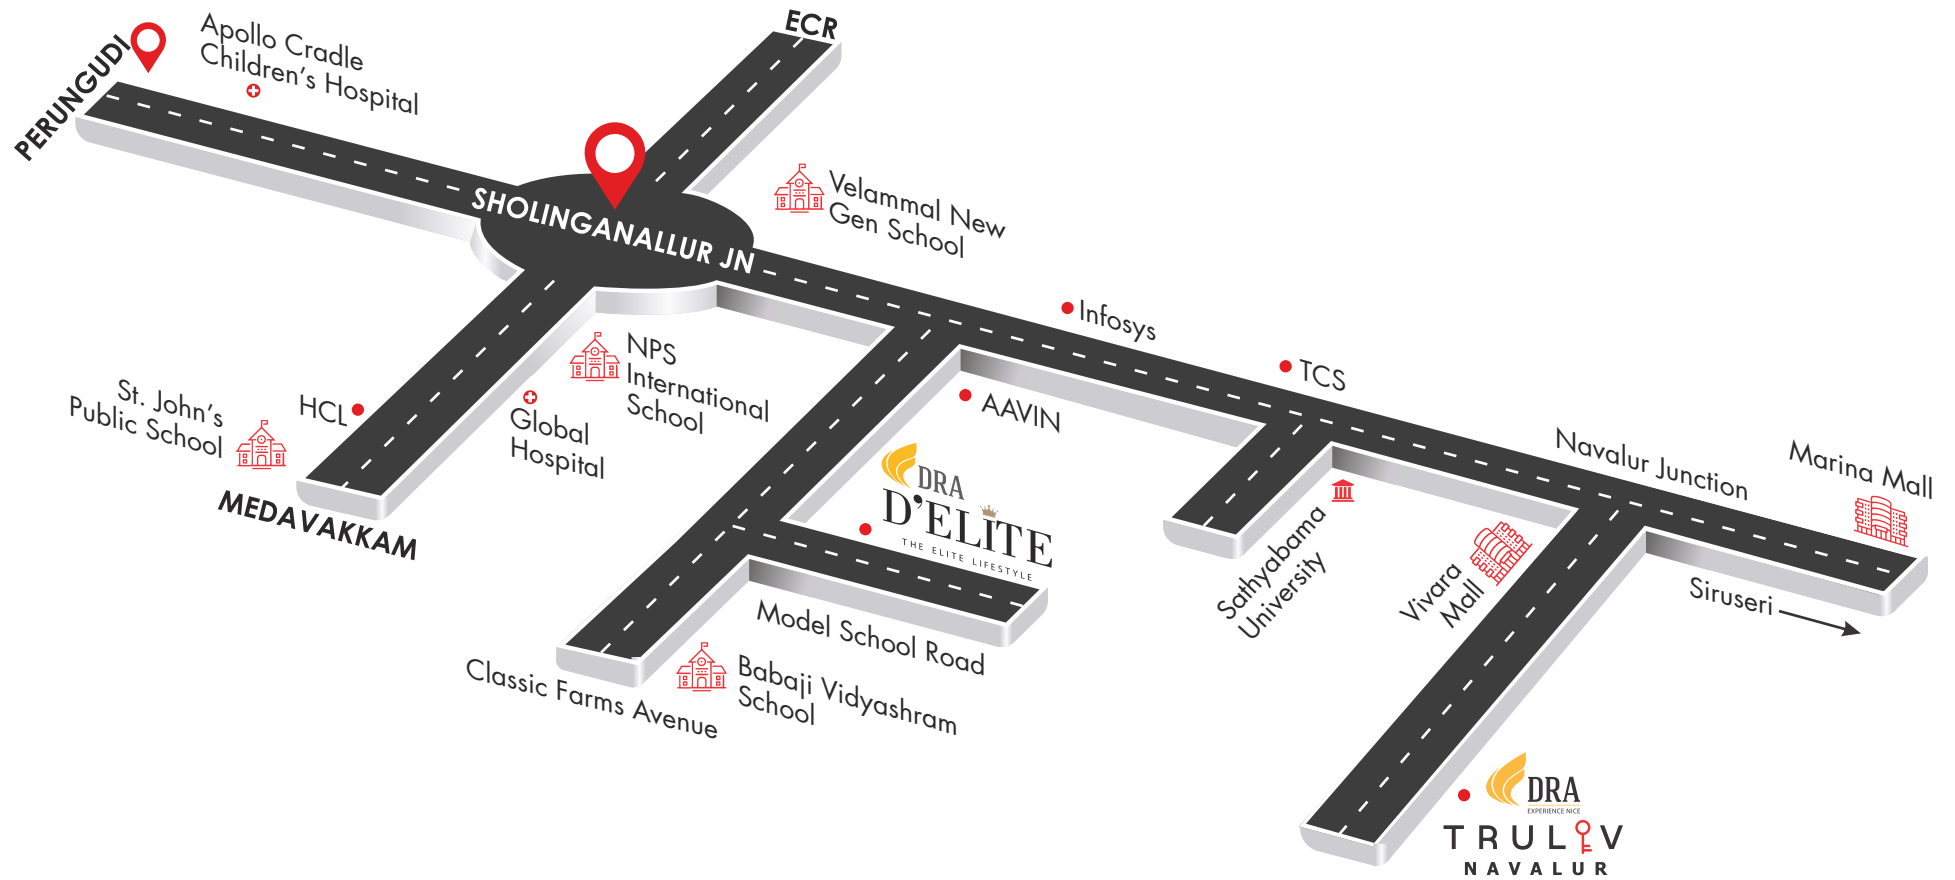 ECR
PERUNGUDI
Apollo Cradle
Children's Hospital
SHOLINGANALLUR JN
Velammal New
Gen School
Infosys
TCS
NPS
International
School
St. John's
Public School
HCL
Global
Hospital
MEDAVAKKAM
AAVIN
DRA
D'ELITE
THE ELITE LIFESTYLE
Navalur Junction
Marina Mall
Sathyabama
University
Vivara
Mall
Siruseri
Model School Road
Classic Farms Avenue
Babaji Vidyashram
School
DRA
EXPERIENCE NICE
TRULIV
NAVALUR